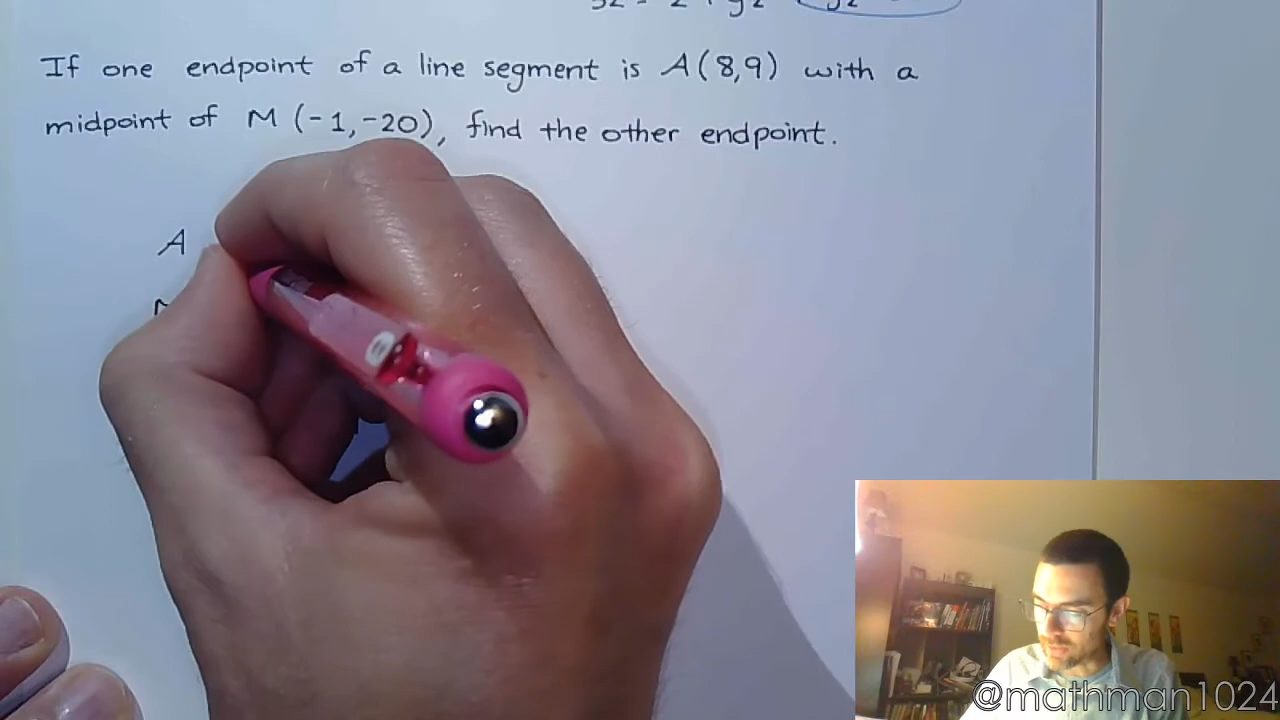 If one endpoint of a line segment is A(8,9) with a
midpoint of M (-1,-20), find the other endpoint.
A
@mathman1024